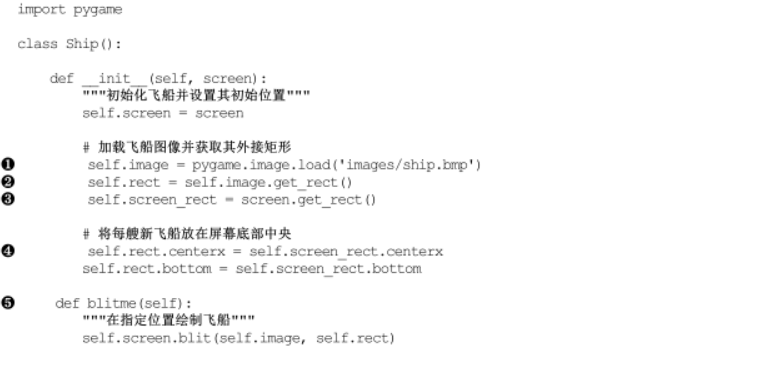 import pygame
class Ship():
def __init__(self, screen):
"""初始化飞船并设置其初始位置"""
self.screen = screen
# 加载飞船图像并获取其外接矩形
❶ self.image = pygame.image.load('images/ship.bmp')
❷ self.rect = self.image.get_rect()
❸ self.screen_rect = screen.get_rect()
# 将每艘新飞船放在屏幕底部中央
❹ self.rect.centerx = self.screen_rect.centerx
self.rect.bottom = self.screen_rect.bottom
❺ def blitme(self):
"""在指定位置绘制飞船"""
self.screen.blit(self.image, self.rect)